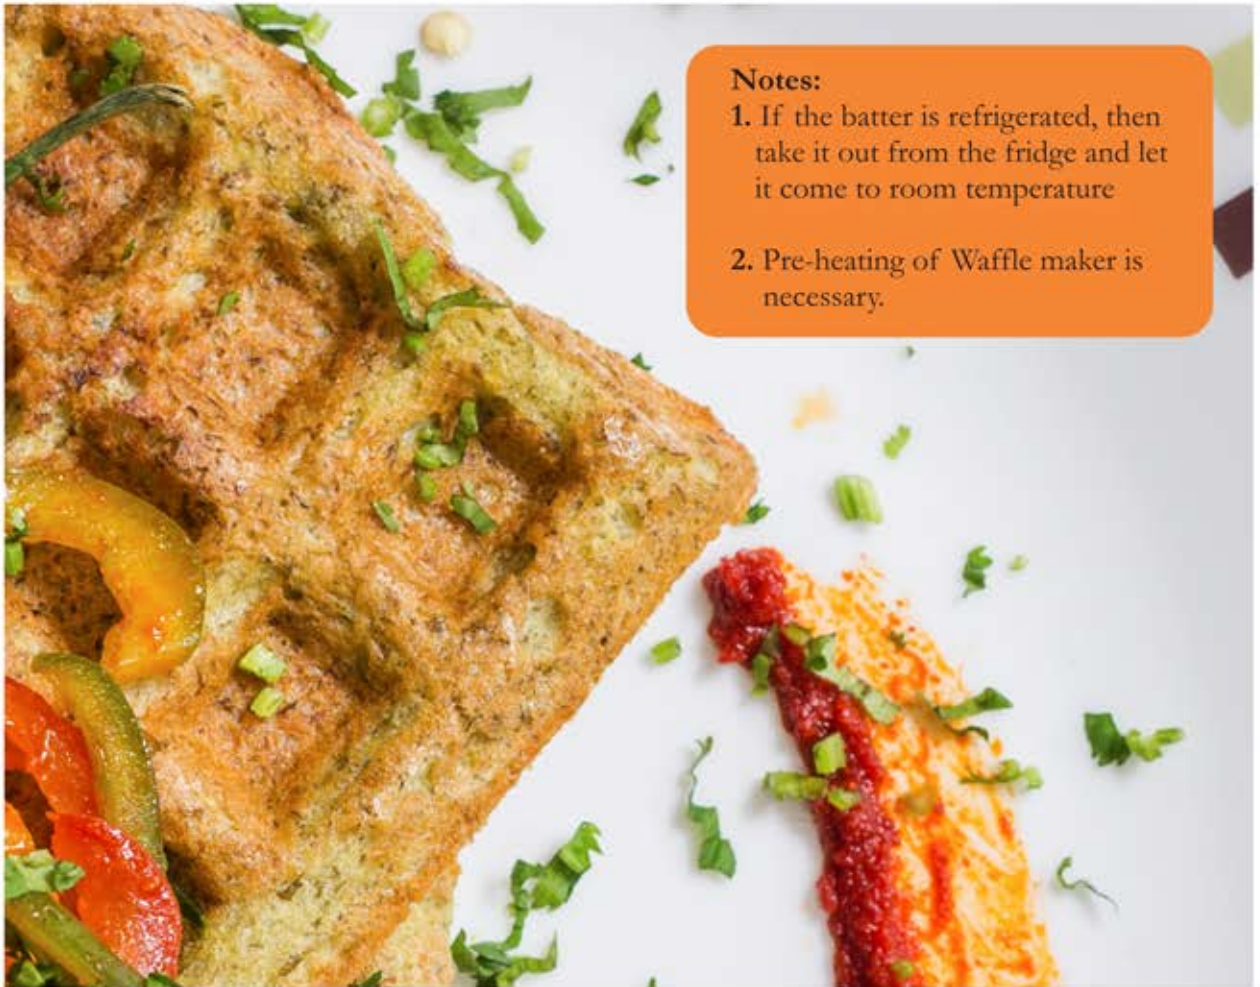 Notes:
1. If the batter is refrigerated, then
take it out from the fridge and let
it come to room temperature
2. Pre-heating of Waffle maker is
necessary.